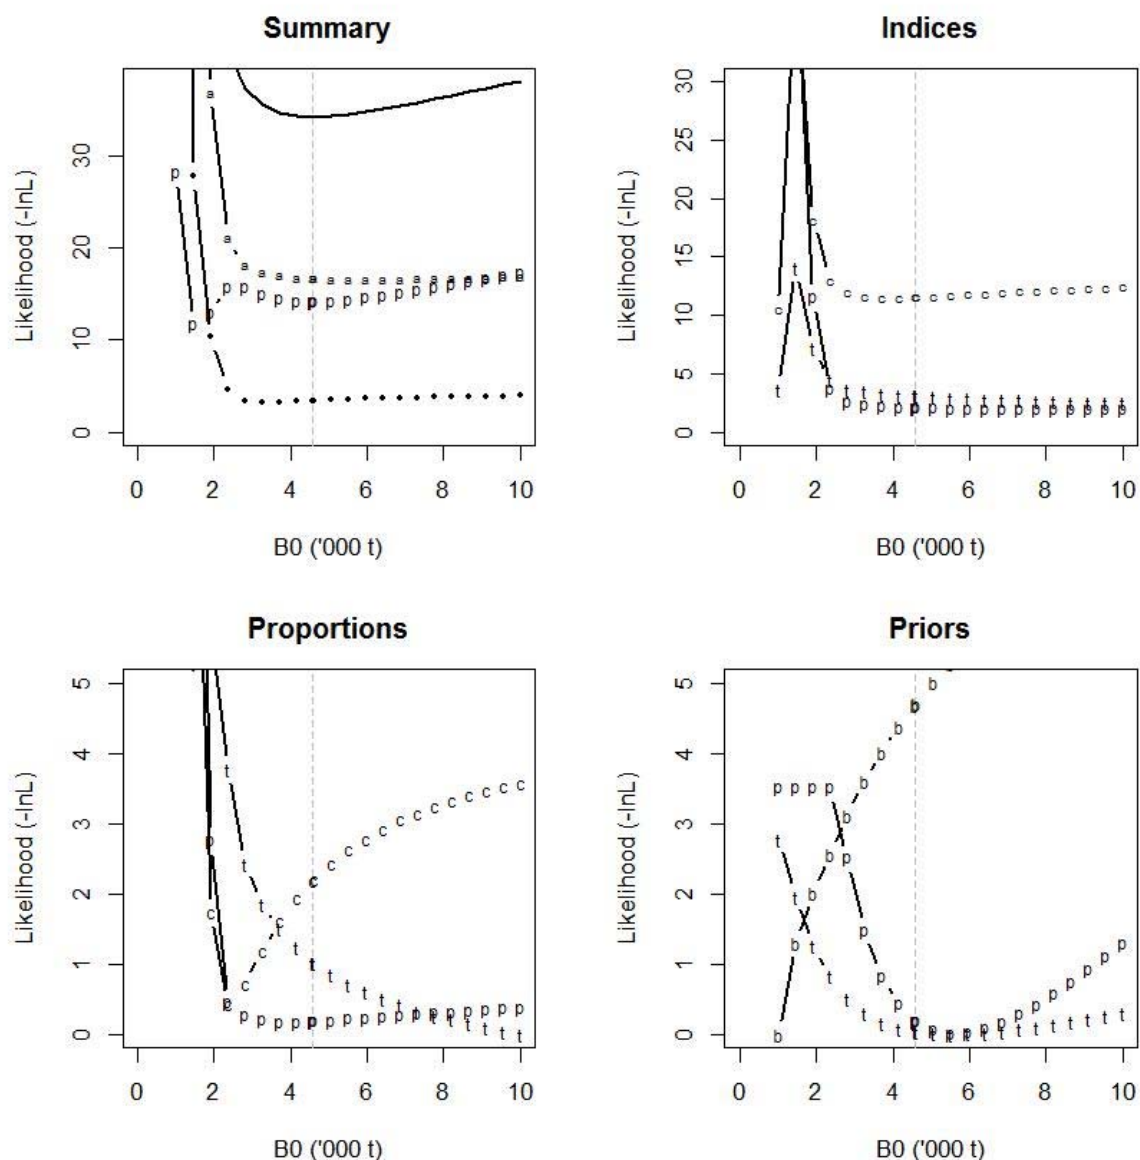 Summary
Likelihood (-lnL)
0 10 20 30
0 2 4 6 8 10
B0 ('000 t)
Indices
Likelihood (-lnL)
0 5 10 15 20 25 30
0 2 4 6 8 10
B0 ('000 t)
Proportions
Likelihood (-lnL)
0 1 2 3 4 5
0 2 4 6 8 10
B0 ('000 t)
Priors
Likelihood (-lnL)
0 1 2 3 4 5
0 2 4 6 8 10
B0 ('000 t)